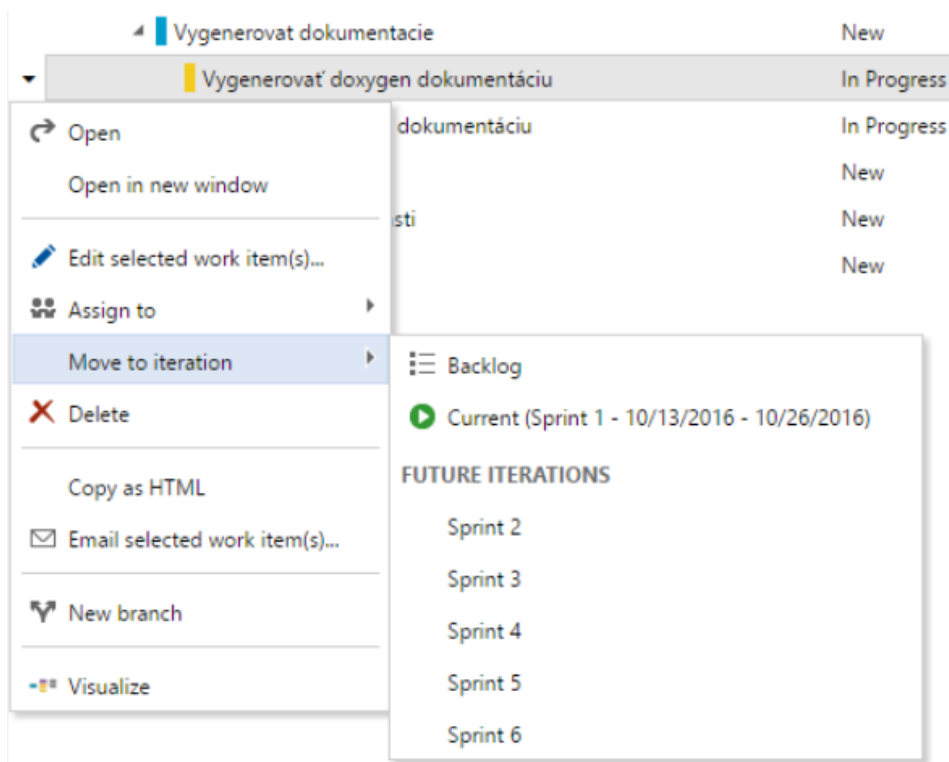 Vygenerovat dokumentacie New
Vygenerovať doxygen dokumentáciu In Progress
dokumentáciu In Progress
New
sti New
New
Open
Open in new window
Edit selected work item(s)...
Assign to
Move to iteration
Delete
Copy as HTML
Email selected work item(s)...
New branch
Visualize
Backlog
Current (Sprint 1 - 10/13/2016 - 10/26/2016)
FUTURE ITERATIONS
Sprint 2
Sprint 3
Sprint 4
Sprint 5
Sprint 6